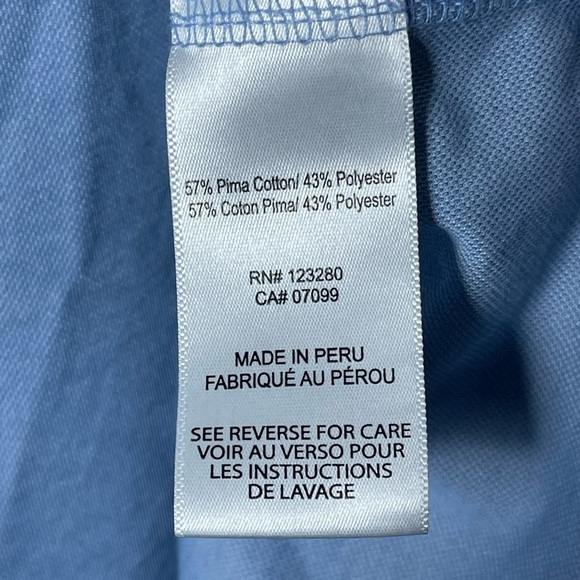 57% Pima Cotton/ 43% Polyester
57% Coton Pima/ 43% Polyester
RN# 123280
CA# 07099
MADE IN PERU
FABRIQUÉ AU PÉROU
SEE REVERSE FOR CARE
VOIR AU VERSO POUR
LES INSTRUCTIONS
DE LAVAGE